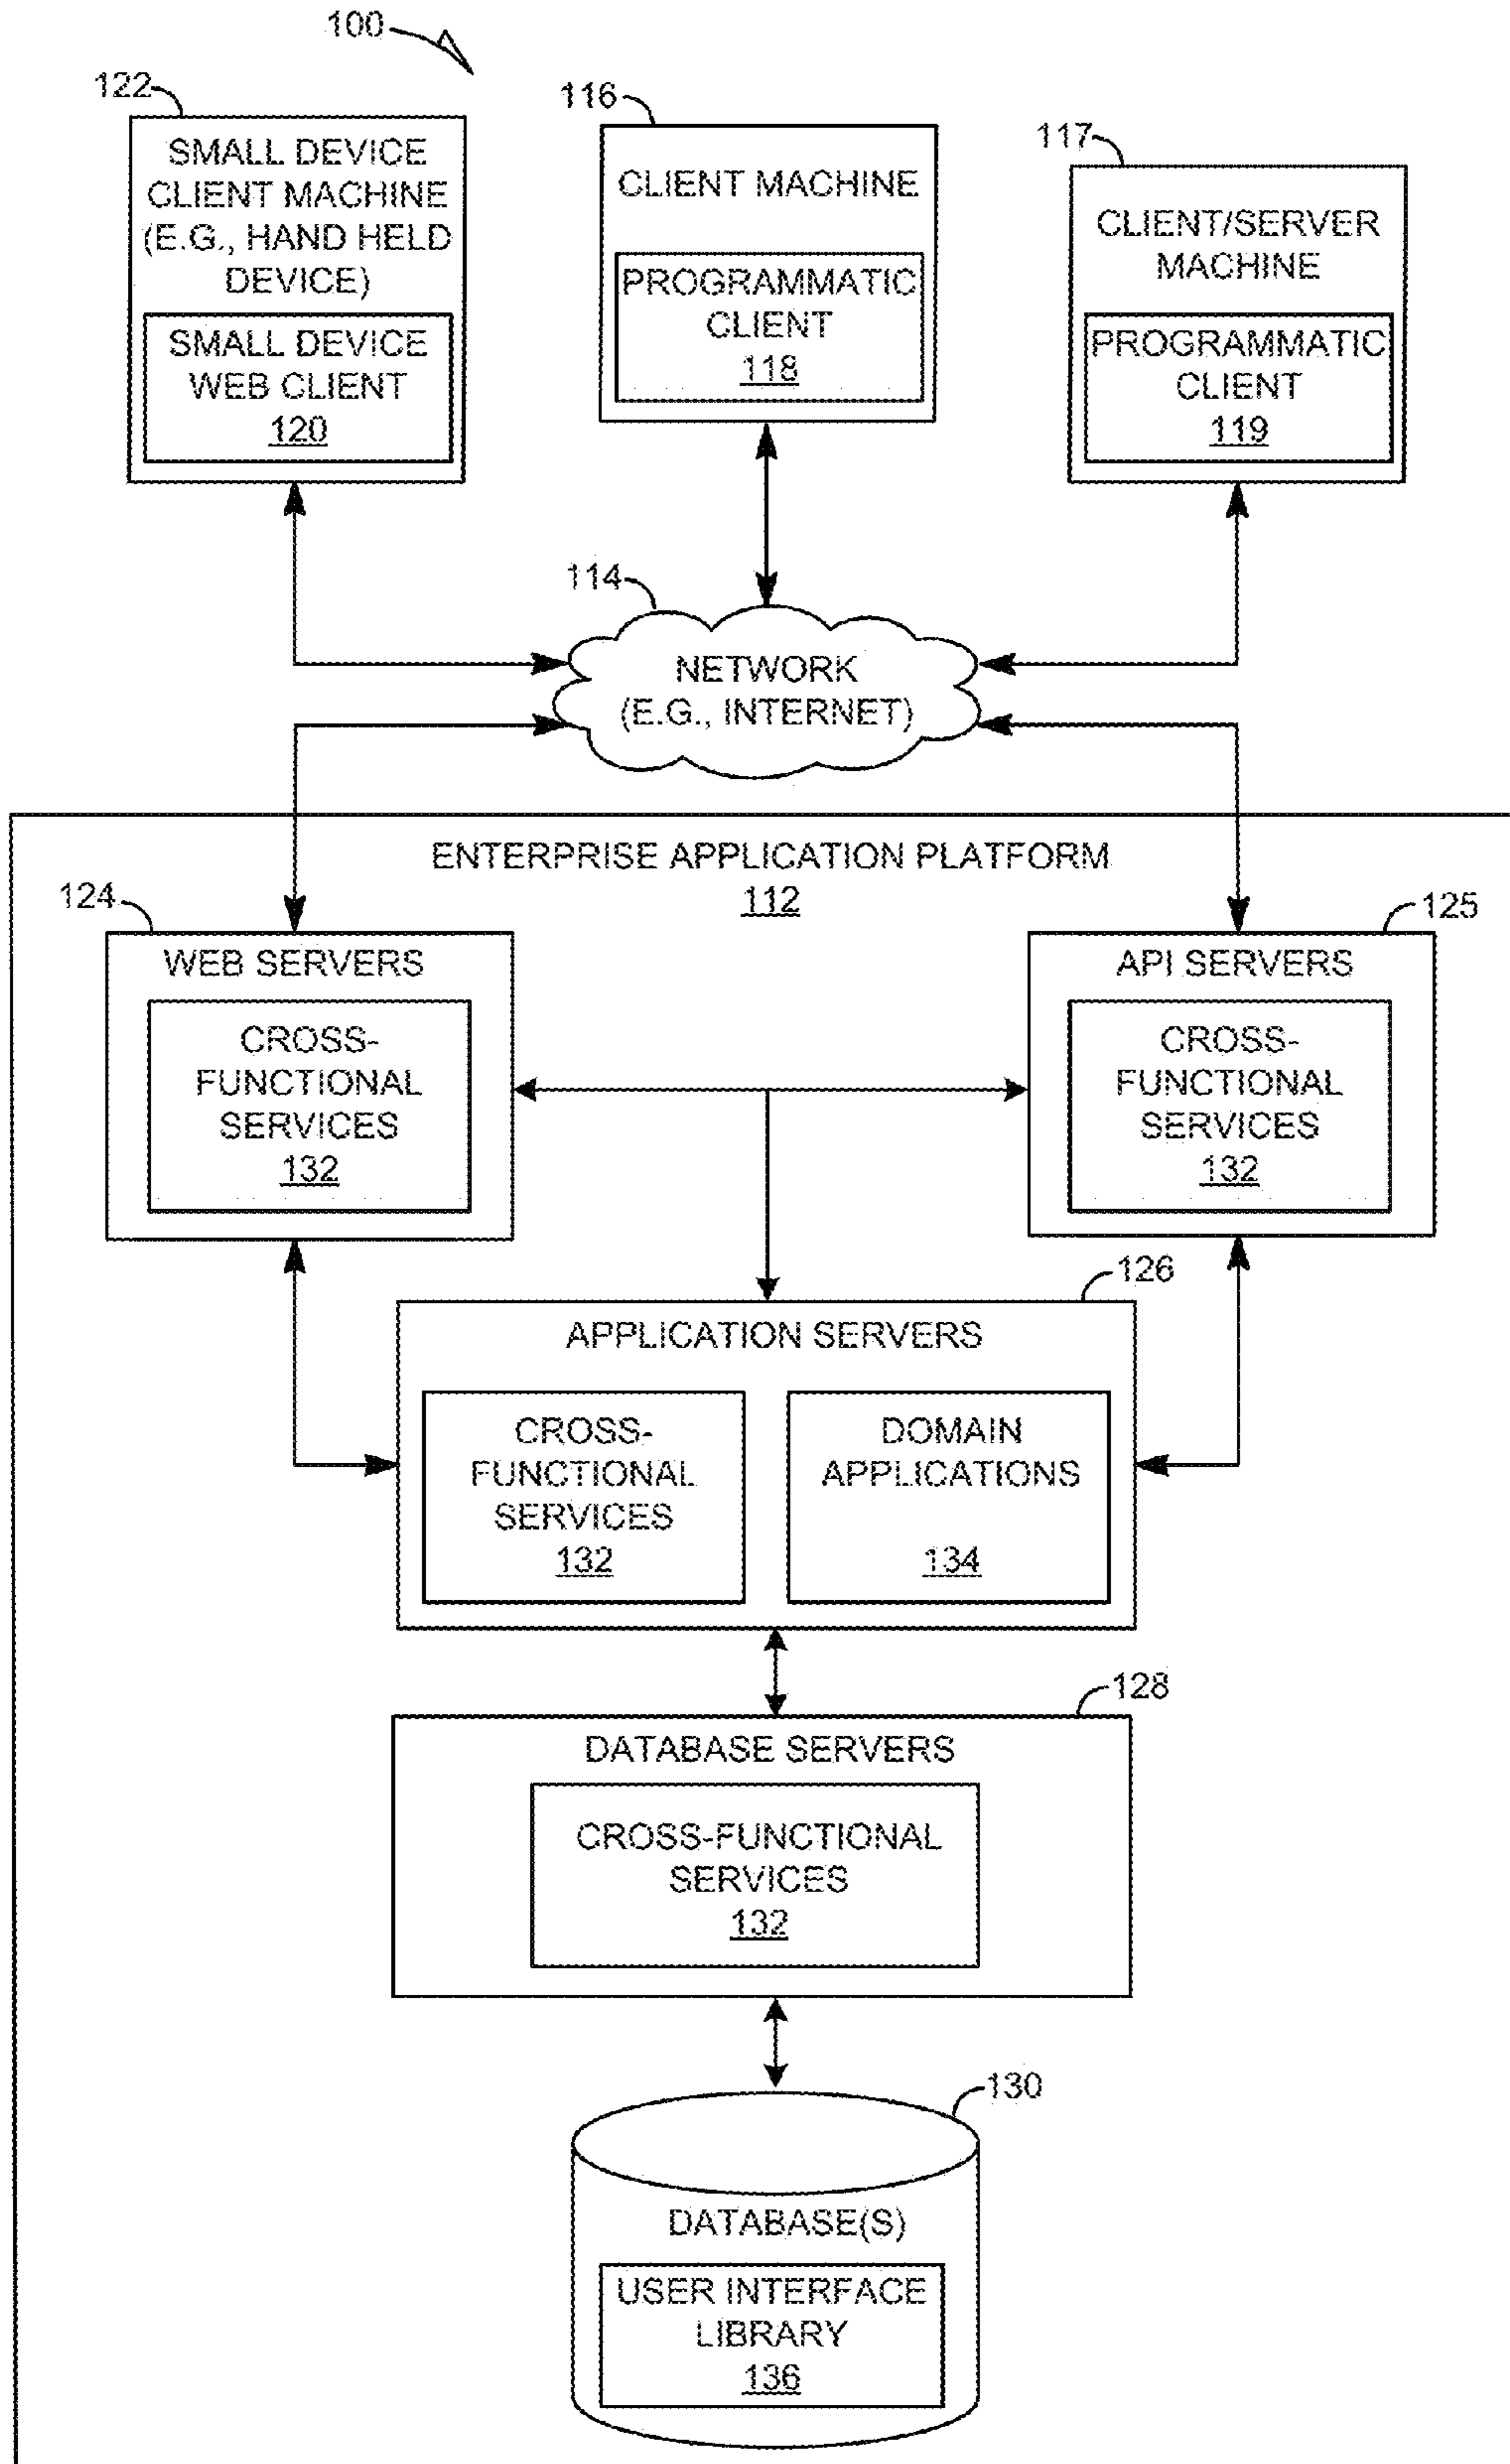 100
122
SMALL DEVICE
CLIENT MACHINE
(E.G., HAND HELD
DEVICE)
SMALL DEVICE
WEB CLIENT
120
116
CLIENT MACHINE
PROGRAMMATIC
CLIENT
118
117
CLIENT/SERVER
MACHINE
PROGRAMMATIC
CLIENT
119
114
NETWORK
(E.G., INTERNET)
ENTERPRISE APPLICATION PLATFORM
112
124
WEB SERVERS
CROSS-
FUNCTIONAL
SERVICES
132
125
API SERVERS
CROSS-
FUNCTIONAL
SERVICES
132
126
APPLICATION SERVERS
CROSS-
FUNCTIONAL
SERVICES
132
DOMAIN
APPLICATIONS
134
128
DATABASE SERVERS
CROSS-FUNCTIONAL
SERVICES
132
130
DATABASE(S)
USER INTERFACE
LIBRARY
136